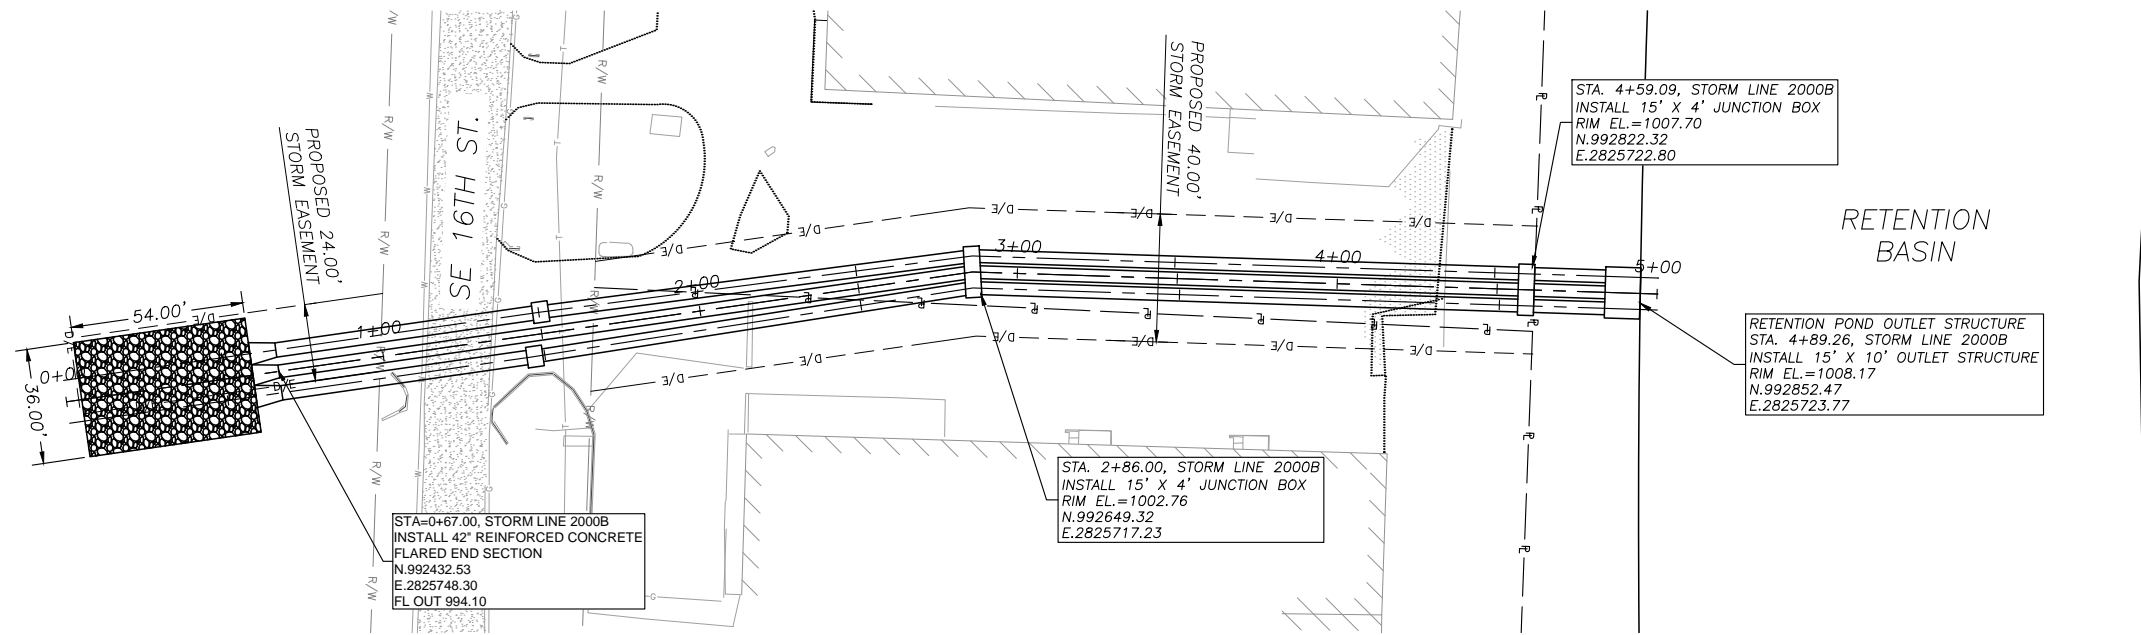 PROPOSED 24.00'
STORM EASEMENT
54.00'
36.00'
0+0
1+00
2+00
3+00
4+00
5+00
SE 19TH ST.
PROPOSED 40.00'
STORM EASEMENT
RETENTION
BASIN
STA. 4+59.09, STORM LINE 2000B
INSTALL 15' X 4' JUNCTION BOX
RIM EL.=1007.70
N.992822.32
E.2825722.80
RETENTION POND OUTLET STRUCTURE
STA. 4+89.26, STORM LINE 2000B
INSTALL 15' X 10' OUTLET STRUCTURE
RIM EL.=1008.17
N.992852.47
E.2825723.77
STA. 2+86.00, STORM LINE 2000B
INSTALL 15' X 4' JUNCTION BOX
RIM EL.=1002.76
N.992649.32
E.2825717.23
STA=0+67.00, STORM LINE 2000B
INSTALL 42" REINFORCED CONCRETE
FLARED END SECTION
N.992432.53
E.2825748.30
FL OUT 994.10
R/W
R/W
R/W
R/W
R/W
R/W
R/W
R/W
R/W
D/E
D/E
D/E
D/E
D/E
D/E
D/E
D/E
D/E
D/E
D/E
D/E
D/E
D/E